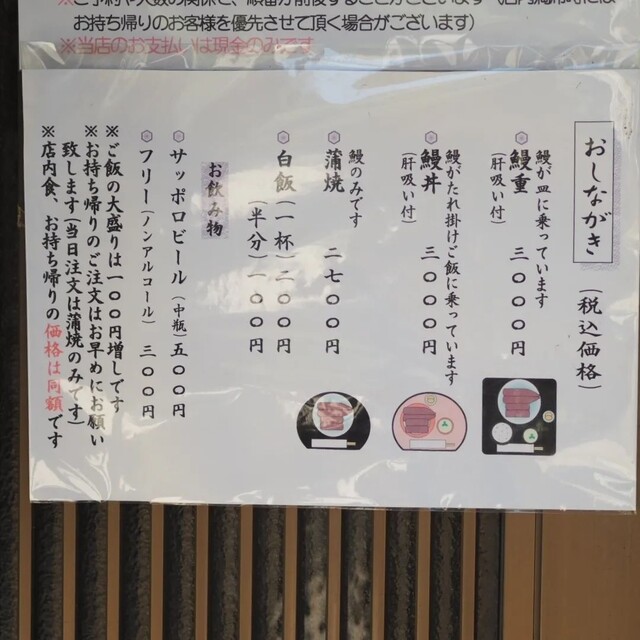 お持ち帰りのお客様を優先させて頂く場合がございます)
※当店のお支払いは現金のみです
おしながき (税込価格)
鰻が皿に乗っています
鰻重 三〇〇〇円
(肝吸い付)
鰻がたれ掛けご飯に乗っています
鰻丼 三〇〇〇円
(肝吸い付)
鰻のみです
蒲焼 二七〇〇円
白飯(一杯)二〇〇円
(半分)一〇〇円
お飲み物
サッポロビール(中瓶)五〇〇円
フリー(ノンアルコール)三〇〇円
※ご飯の大盛りは一〇〇円増しです
※お持ち帰りのご注文はお早めにお願い
致します(当日注文は蒲焼のみです)
※店内食、お持ち帰りの価格は同額です